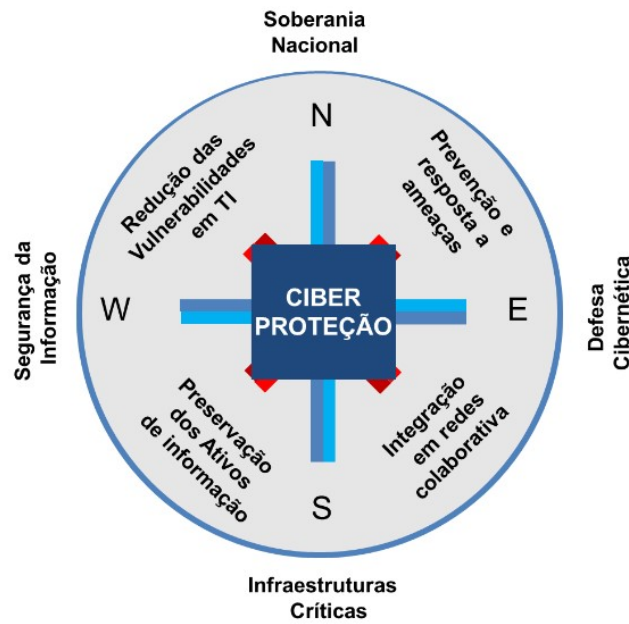 Soberania
Nacional
N
Redução das
Vulnerabilidades
em TI
Prevenção e
resposta a
ameaças
Segurança da
Informação
W
CIBER
PROTEÇÃO
E
Defesa
Cibernética
Preservação
dos Ativos
de informação
Integração
em redes
colaborativa
S
Infraestruturas
Críticas